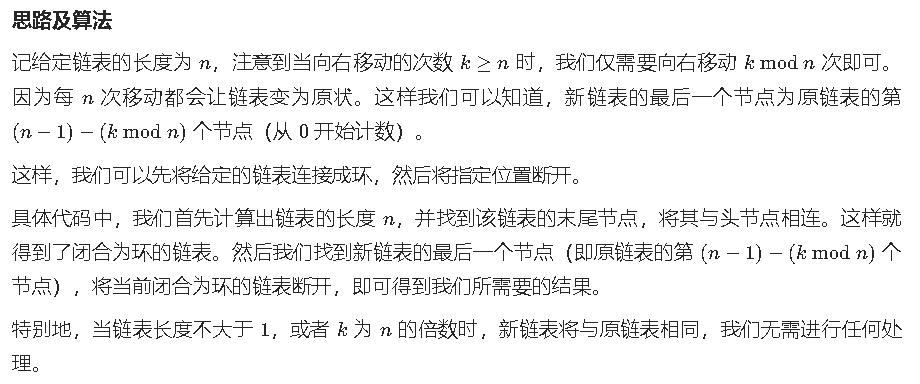 思路及算法
记给定链表的长度为 n，注意到当向右移动的次数 k ≥ n 时，我们仅需要向右移动 k mod n 次即可。
因为每 n 次移动都会让链表变为原状。这样我们可以知道，新链表的最后一个节点为原链表的第
(n − 1) − (k mod n) 个节点（从 0 开始计数）。
这样，我们可以先将给定的链表连接成环，然后将指定位置断开。
具体代码中，我们首先计算出链表的长度 n，并找到该链表的末尾节点，将其与头节点相连。这样就
得到了闭合为环的链表。然后我们找到新链表的最后一个节点（即原链表的第 (n − 1) − (k mod n) 个
节点），将当前闭合为环的链表断开，即可得到我们所需要的结果。
特别地，当链表长度不大于 1，或者 k 为 n 的倍数时，新链表将与原链表相同，我们无需进行任何处
理。